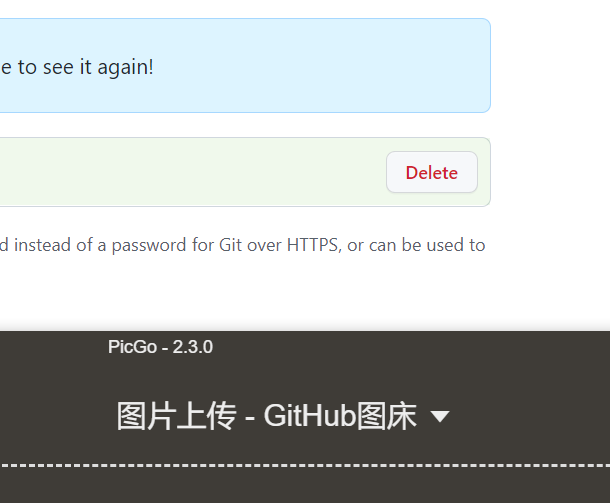 e to see it again!
Delete
d instead of a password for Git over HTTPS, or can be used to
PicGo - 2.3.0
图片上传 - GitHub图床